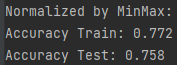 Normalized by MinMax:
Accuracy Train: 0.772
Accuracy Test: 0.758